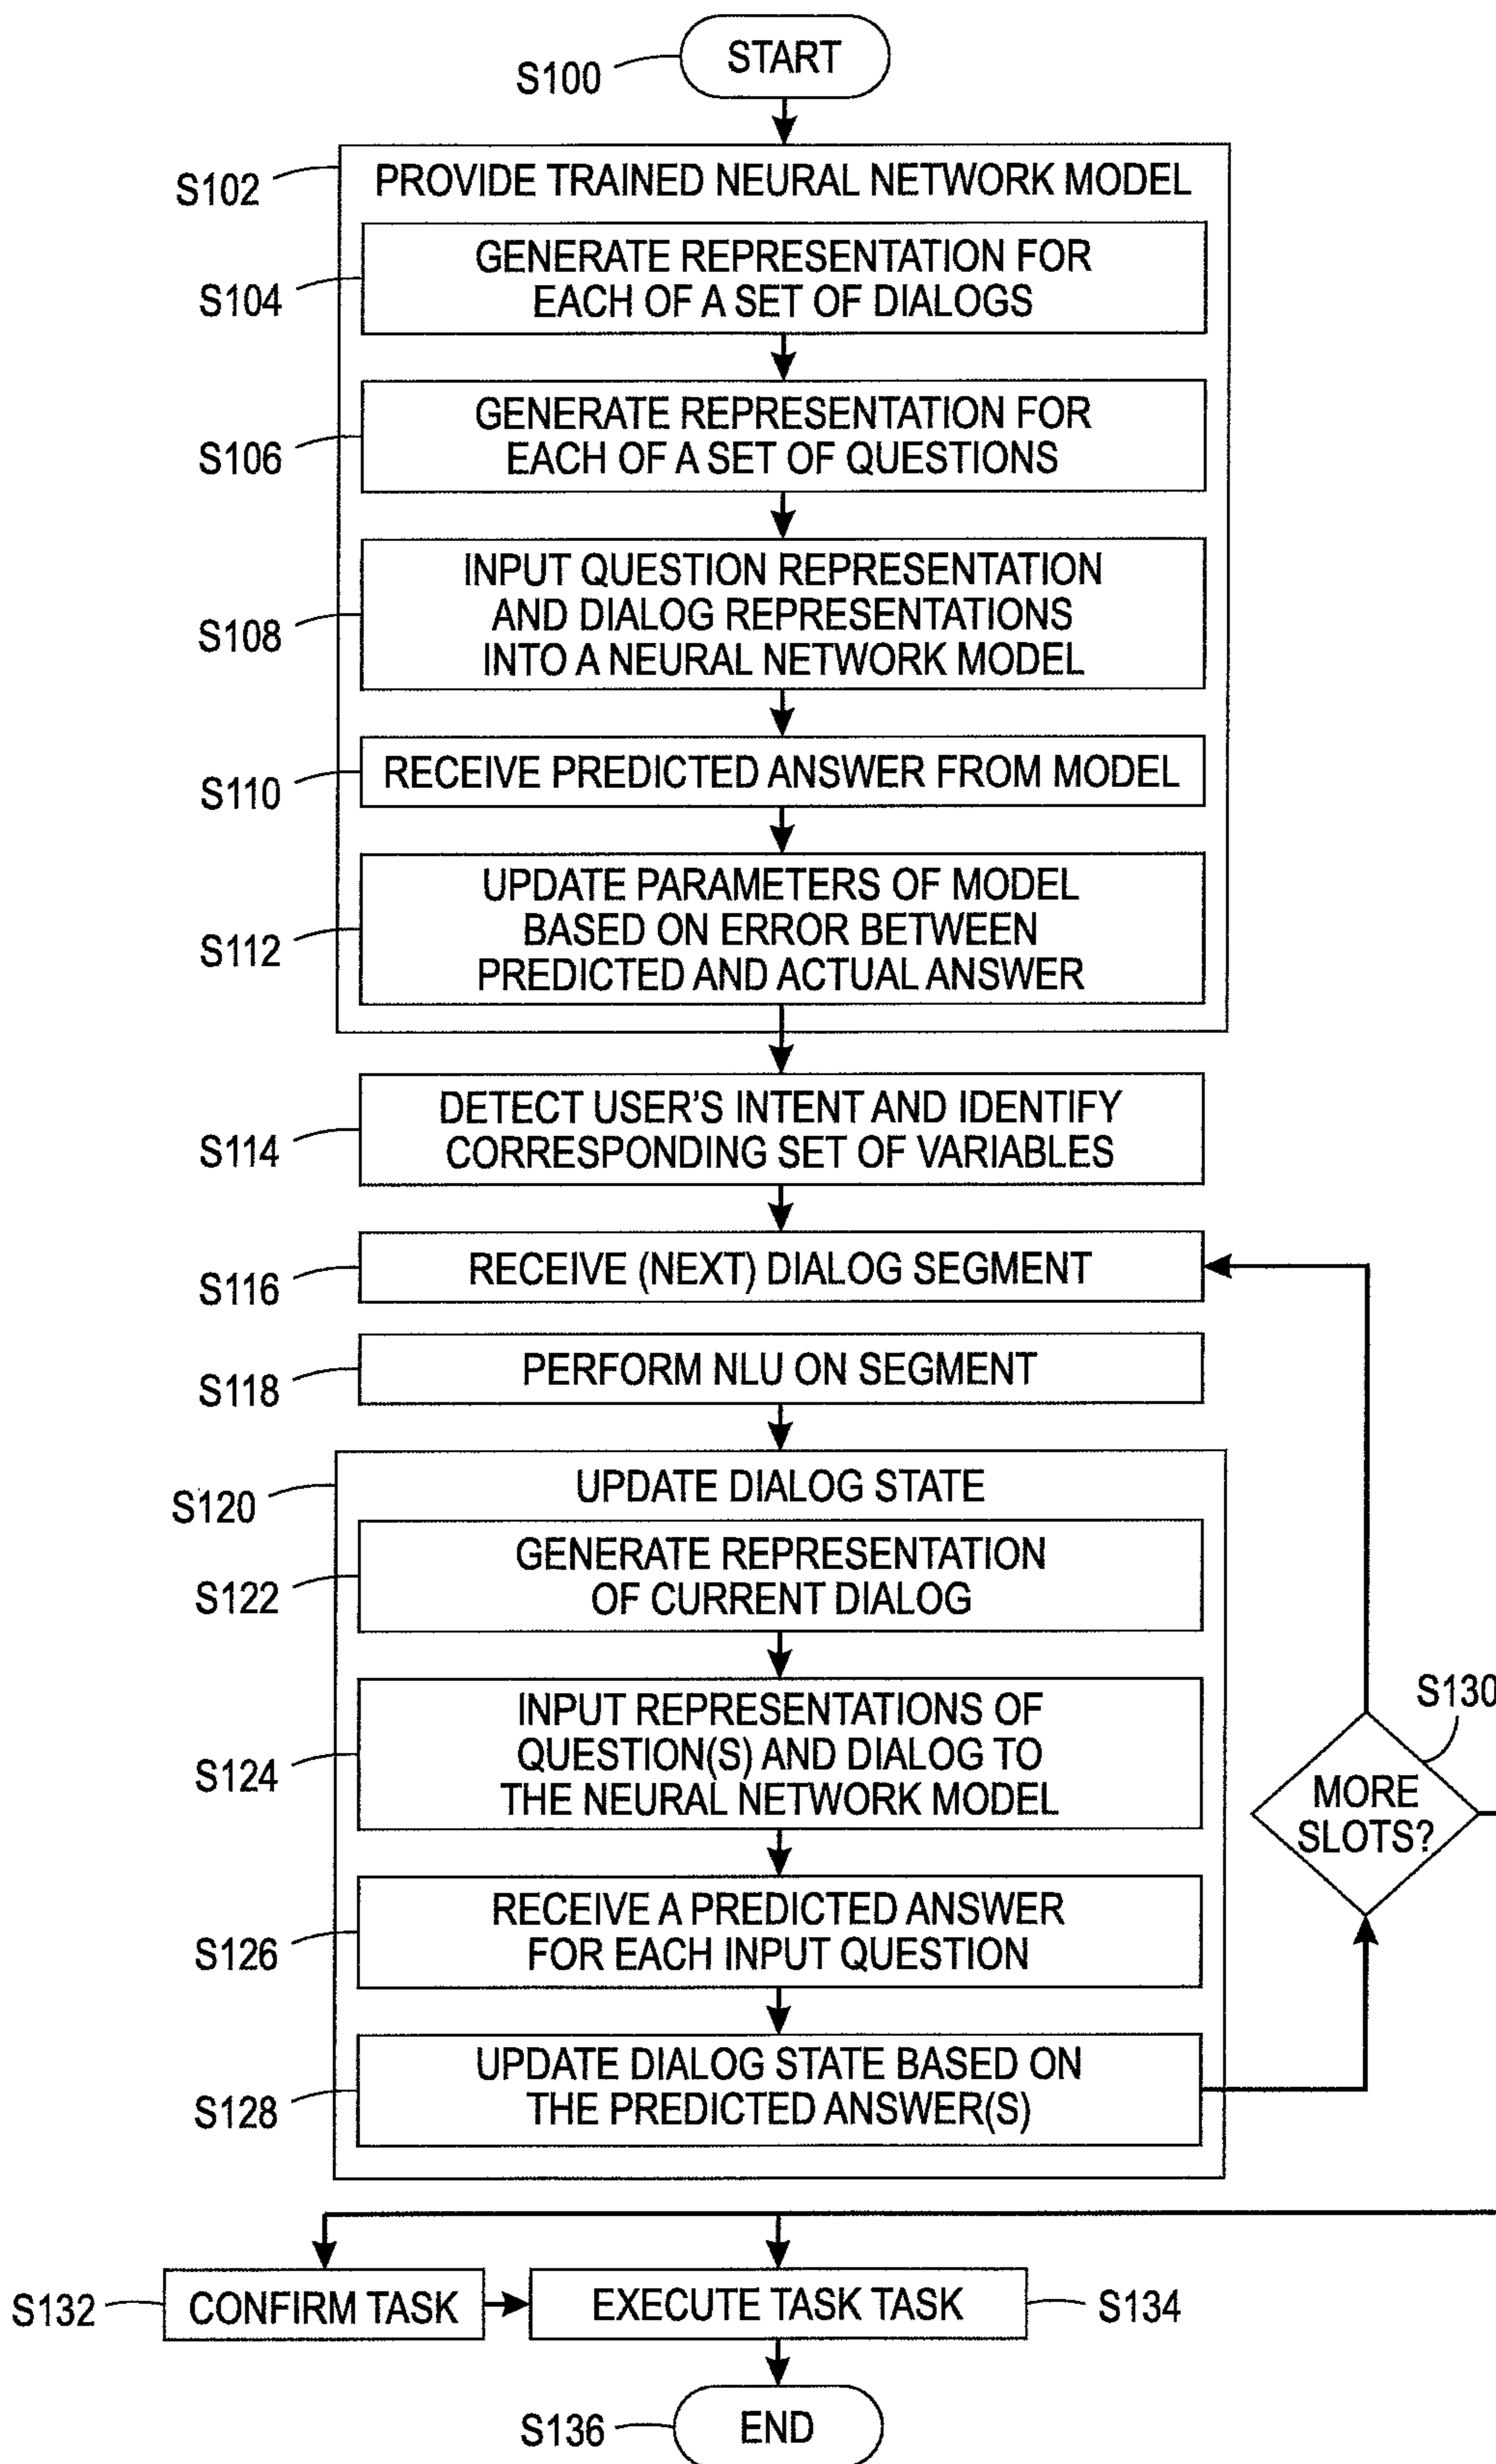 START
S100
S102
PROVIDE TRAINED NEURAL NETWORK MODEL
GENERATE REPRESENTATION FOR
EACH OF A SET OF DIALOGS
S104
GENERATE REPRESENTATION FOR
EACH OF A SET OF QUESTIONS
S106
INPUT QUESTION REPRESENTATION
AND DIALOG REPRESENTATIONS
INTO A NEURAL NETWORK MODEL
S108
RECEIVE PREDICTED ANSWER FROM MODEL
S110
UPDATE PARAMETERS OF MODEL
BASED ON ERROR BETWEEN
PREDICTED AND ACTUAL ANSWER
S112
DETECT USER'S INTENT AND IDENTIFY
CORRESPONDING SET OF VARIABLES
S114
RECEIVE (NEXT) DIALOG SEGMENT
S116
PERFORM NLU ON SEGMENT
S118
UPDATE DIALOG STATE
S120
GENERATE REPRESENTATION
OF CURRENT DIALOG
S122
INPUT REPRESENTATIONS OF
QUESTION(S) AND DIALOG TO
THE NEURAL NETWORK MODEL
S124
S130
MORE
SLOTS?
RECEIVE A PREDICTED ANSWER
FOR EACH INPUT QUESTION
S126
UPDATE DIALOG STATE BASED ON
THE PREDICTED ANSWER(S)
S128
S132
CONFIRM TASK
EXECUTE TASK TASK
S134
S136
END